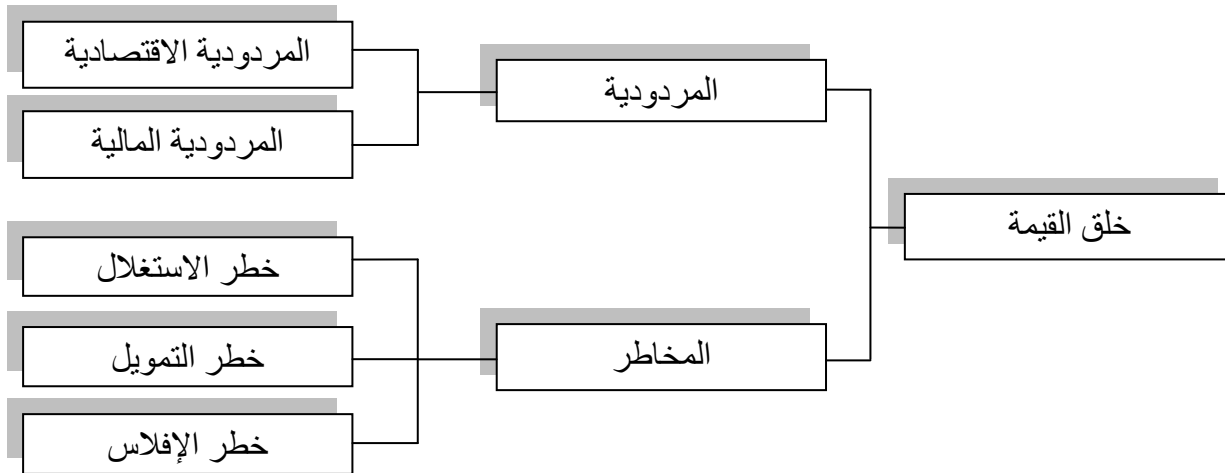 خلق القيمة
المردودية
المردودية الاقتصادية
المردودية المالية
المخاطر
خطر الاستغلال
خطر التمويل
خطر الإفلاس